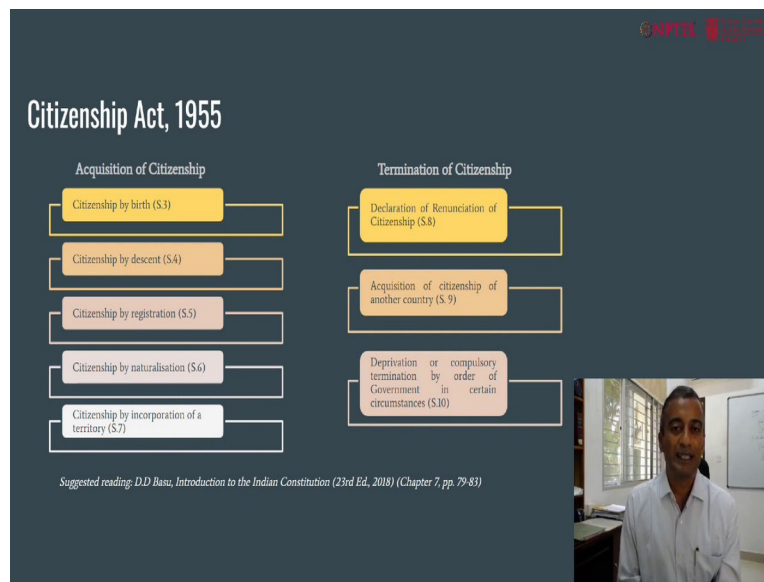 NPTEL
Citizenship Act, 1955
Acquisition of Citizenship
Citizenship by birth (S.3)
Citizenship by descent (S.4)
Citizenship by registration (S.5)
Citizenship by naturalisation (S.6)
Citizenship by incorporation of a
territory (S.7)
Termination of Citizenship
Declaration of Renunciation of
Citizenship (S.8)
Acquisition of citizenship of
another country (S. 9)
Deprivation or compulsory
termination by order of
Government in certain
circumstances (S.10)
Suggested reading: D.D Basu, Introduction to the Indian Constitution (23rd Ed., 2018) (Chapter 7, pp. 79-83)